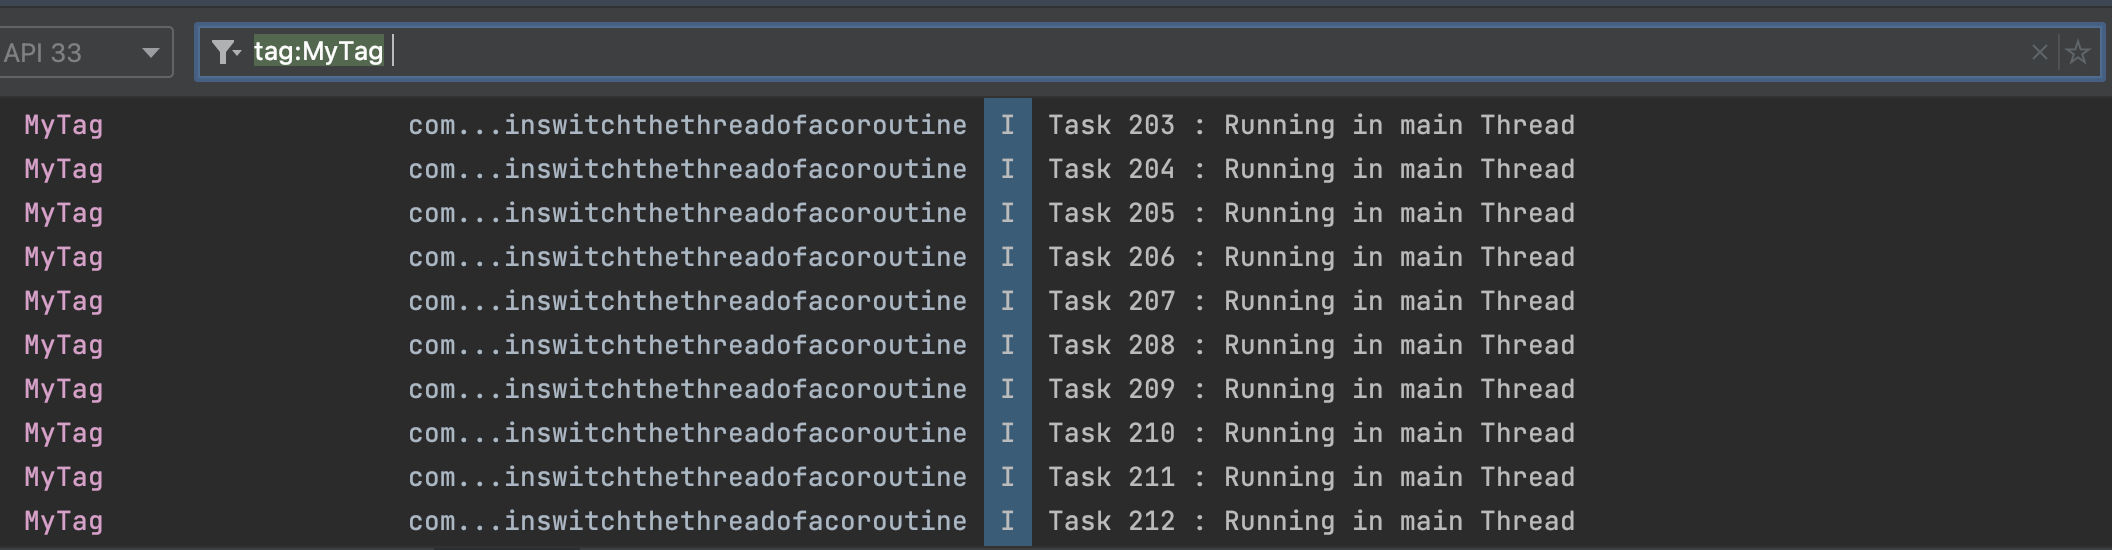 API 33 tag:MyTag
MyTag com...inswitchthethreadofacoroutine I Task 203 : Running in main Thread
MyTag com...inswitchthethreadofacoroutine I Task 204 : Running in main Thread
MyTag com...inswitchthethreadofacoroutine I Task 205 : Running in main Thread
MyTag com...inswitchthethreadofacoroutine I Task 206 : Running in main Thread
MyTag com...inswitchthethreadofacoroutine I Task 207 : Running in main Thread
MyTag com...inswitchthethreadofacoroutine I Task 208 : Running in main Thread
MyTag com...inswitchthethreadofacoroutine I Task 209 : Running in main Thread
MyTag com...inswitchthethreadofacoroutine I Task 210 : Running in main Thread
MyTag com...inswitchthethreadofacoroutine I Task 211 : Running in main Thread
MyTag com...inswitchthethreadofacoroutine I Task 212 : Running in main Thread